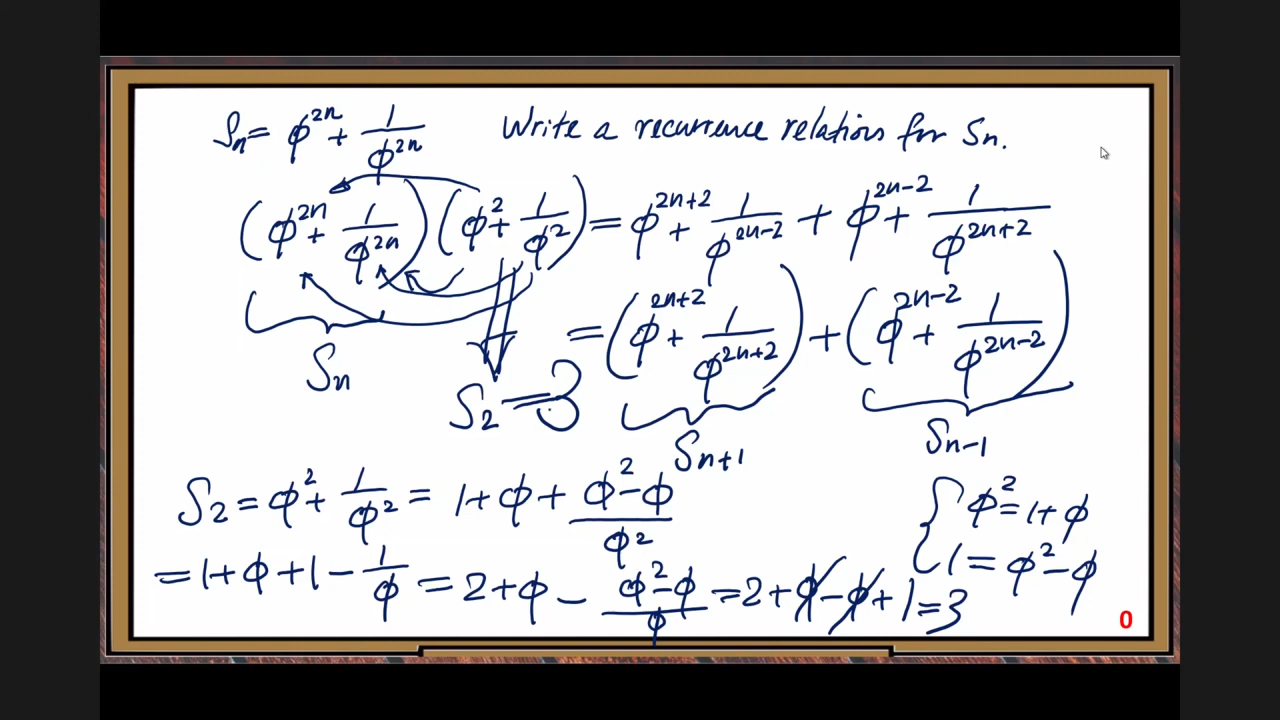 Sn = φ^2n + 1/φ^2n Write a recurrence relation for Sn.
(φ^2n + 1/φ^2n)(φ^2 + 1/φ^2) = φ^2n+2 + 1/φ^2n-2 + φ^2n-2 + 1/φ^2n+2
= (φ^2n+2 + 1/φ^2n+2) + (φ^2n-2 + 1/φ^2n-2)
Sn
S2 = 3
Sn+1
Sn-1
S2 = φ^2 + 1/φ^2 = 1+φ+ φ^2-φ/φ^2
{ φ^2 = 1+φ
1 = φ^2-φ
= 1+φ+1 - 1/φ = 2+φ - φ^2-φ/φ = 2+φ-φ+1 = 3
0